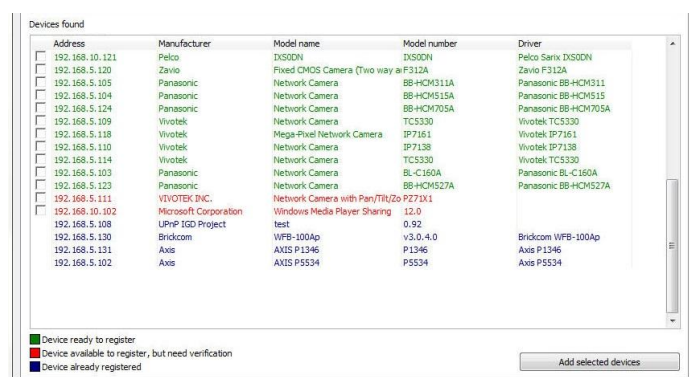 Devices found
Address Manufacturer Model name Model number Driver
192.168.10.121 Pelco IXS0DN IXS0DN Pelco Sarix IXS0DN
192.168.5.120 Zavio Fixed CMOS Camera (Two way a F312A Zavio F312A
192.168.5.105 Panasonic Network Camera BB-HCM311A Panasonic BB-HCM311
192.168.5.104 Panasonic Network Camera BB-HCM515A Panasonic BB-HCM515
192.168.5.124 Panasonic Network Camera BB-HCM705A Panasonic BB-HCM705A
192.168.5.109 Vivotek Network Camera TC5330 Vivotek TC5330
192.168.5.118 Vivotek Mega-Pixel Network Camera IP7161 Vivotek IP7161
192.168.5.110 Vivotek Network Camera IP7138 Vivotek IP7138
192.168.5.114 Vivotek Network Camera TC5330 Vivotek TC5330
192.168.5.103 Panasonic Network Camera BL-C160A Panasonic BL-C160A
192.168.5.123 Panasonic Network Camera BB-HCM527A Panasonic BB-HCM527A
192.168.5.111 VIVOTEK INC. Network Camera with Pan/Tilt/Zo PZ71X1
192.168.10.102 Microsoft Corporation Windows Media Player Sharing 12.0
192.168.5.108 UPnP IGD Project test 0.92
192.168.5.130 Brickcom WFB-100Ap v3.0.4.0 Brickcom WFB-100Ap
192.168.5.131 Axis AXIS P1346 P1346 Axis P1346
192.168.5.102 Axis AXIS P5534 P5534 Axis P5534
Device ready to register
Device available to register, but need verification
Device already registered
Add selected devices